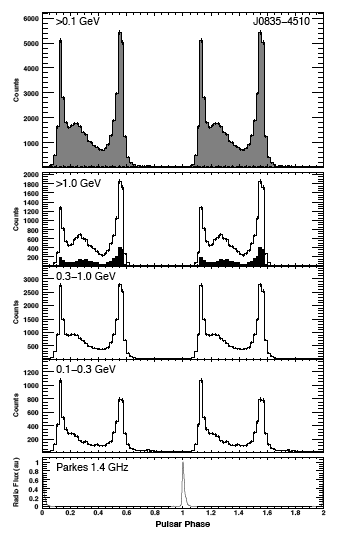 >0.1 GeV
J0835−4510
6000
5000
4000
3000
2000
1000
Counts
>1.0 GeV
2000
1800
1600
1400
1200
1000
800
600
400
200
Counts
0.3−1.0 GeV
3000
2500
2000
1500
1000
500
Counts
0.1−0.3 GeV
1200
1000
800
600
400
200
Counts
Parkes 1.4 GHz
1
0.8
0.6
0.4
0.2
0
Radio Flux (au)
0 0.2 0.4 0.6 0.8 1 1.2 1.4 1.6 1.8 2
Pulsar Phase